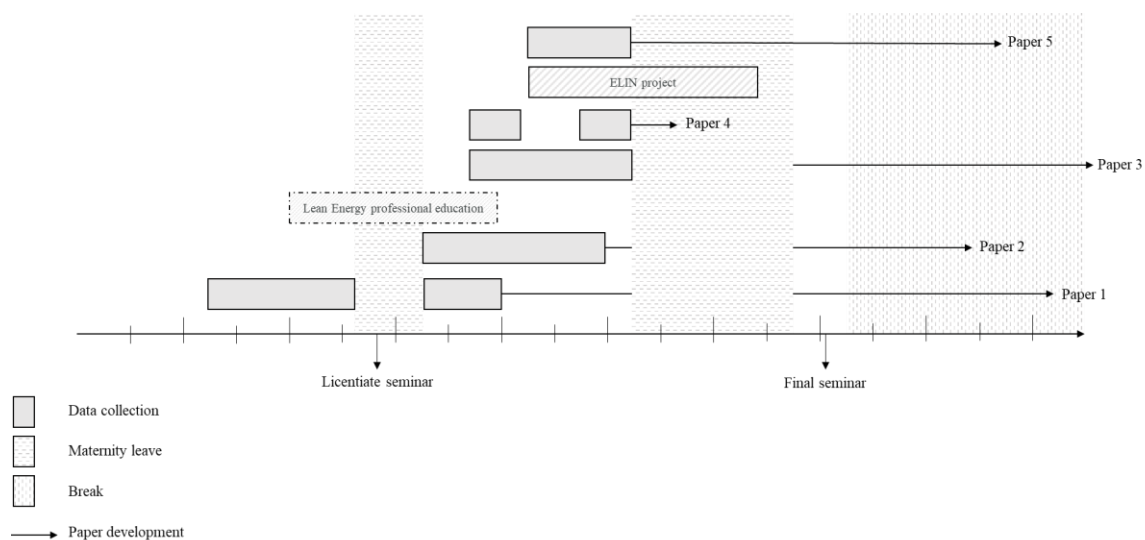 Paper 5
ELIN project
Paper 4
Paper 3
Lean Energy professional education
Paper 2
Paper 1
Licentiate seminar
Final seminar
Data collection
Maternity leave
Break
Paper development